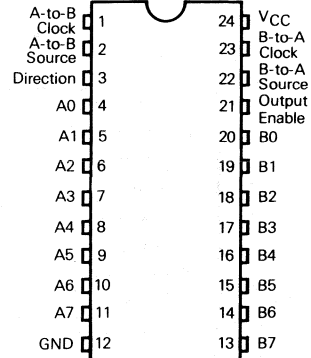 A-to-B
Clock
1
24
VCC
A-to-B
Source
2
23
B-to-A
Clock
Direction
3
22
B-to-A
Source
A0
4
21
Output
Enable
A1
5
20
B0
A2
6
19
B1
A3
7
18
B2
A4
8
17
B3
A5
9
16
B4
A6
10
15
B5
A7
11
14
B6
GND
12
13
B7